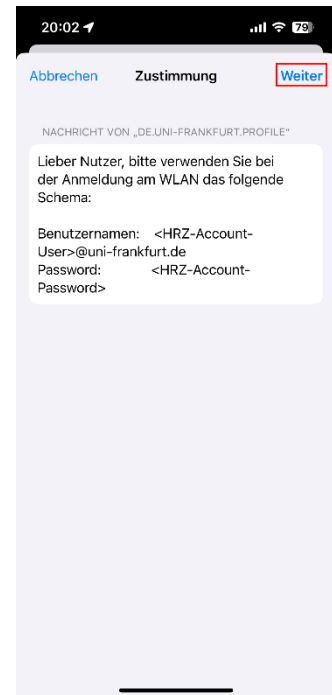 20:02
79
Abbrechen Zustimmung Weiter
NACHRICHT VON „DE.UNI-FRANKFURT.PROFILE“
Lieber Nutzer, bitte verwenden Sie bei
der Anmeldung am WLAN das folgende
Schema:
Benutzernamen: <HRZ-Account-
User>@uni-frankfurt.de
Password: <HRZ-Account-
Password>